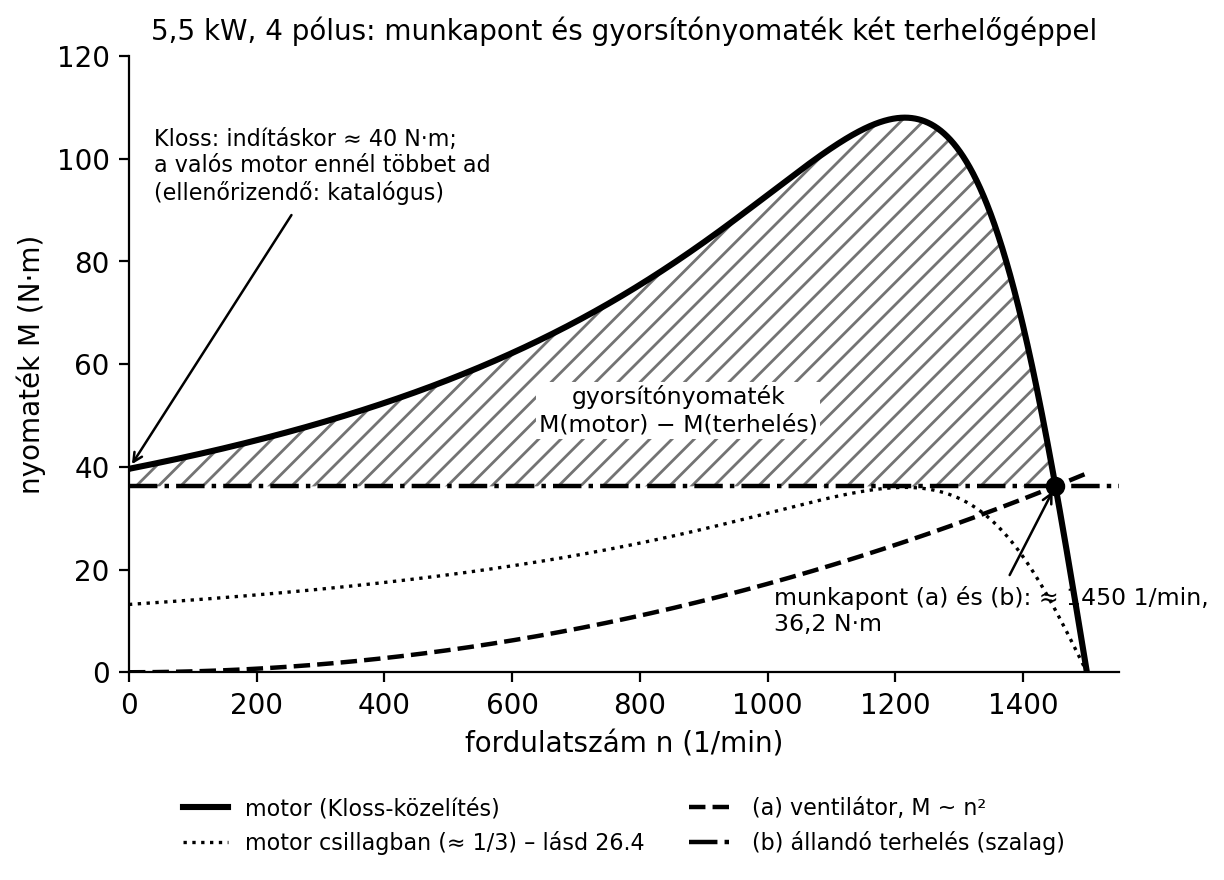 5,5 kW, 4 pólus: munkapont és gyorsítónyomaték két terhelőgéppel
120
100
80
60
40
20
0
nyomaték M (N·m)
Kloss: indításkor ≈ 40 N·m;
a valós motor ennél többet ad
(ellenőrizendő: katalógus)
gyorsítónyomaték
M(motor) − M(terhelés)
munkapont (a) és (b): ≈ 1450 1/min,
36,2 N·m
0 200 400 600 800 1000 1200 1400
fordulatszám n (1/min)
motor (Kloss-közelítés)
motor csillagban (≈ 1/3) – lásd 26.4
(a) ventilátor, M ~ n²
(b) állandó terhelés (szalag)